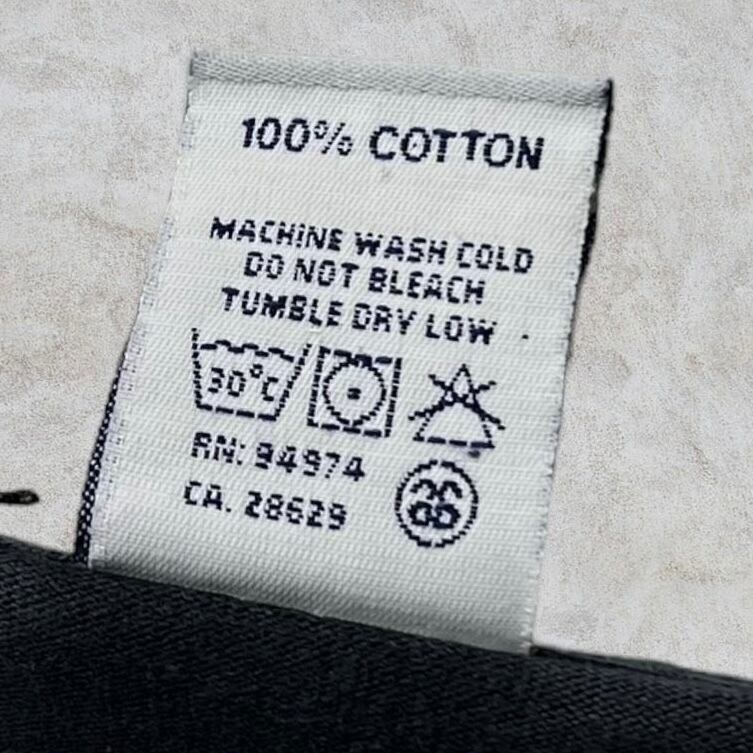 100% COTTON
MACHINE WASH COLD
DO NOT BLEACH
TUMBLE DRY LOW
30°C
RN: 94974
CA. 28629